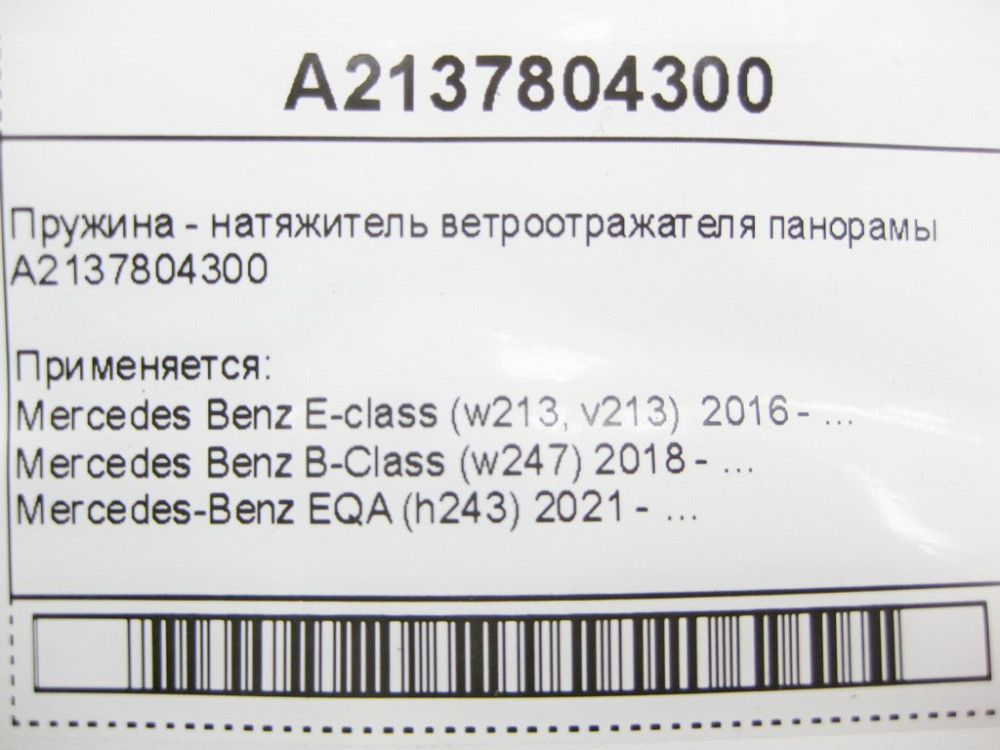 A2137804300
Пружина - натяжитель ветроотражателя панорамы
A2137804300
Применяется:
Mercedes Benz E-class (w213, v213) 2016 - ...
Mercedes Benz B-Class (w247) 2018 - ...
Mercedes-Benz EQA (h243) 2021 - ...